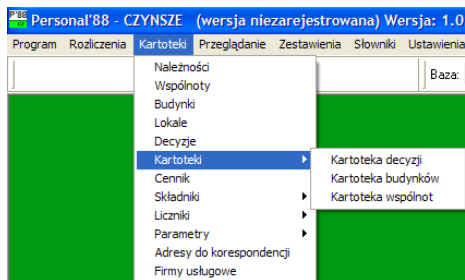 P'88
Personal'88 - CZYNSZE (wersja niezarejestrowana) Wersja: 1.0
Program Rozliczenia Kartoteki Przeglądanie Zestawienia Słowniki Ustawienia
Baza:
Należności
Wspólnoty
Budynki
Lokale
Decyzje
Kartoteki
Kartoteka decyzji
Kartoteka budynków
Kartoteka wspólnot
Cennik
Składniki
Liczniki
Parametry
Adresy do korespondencji
Firmy usługowe